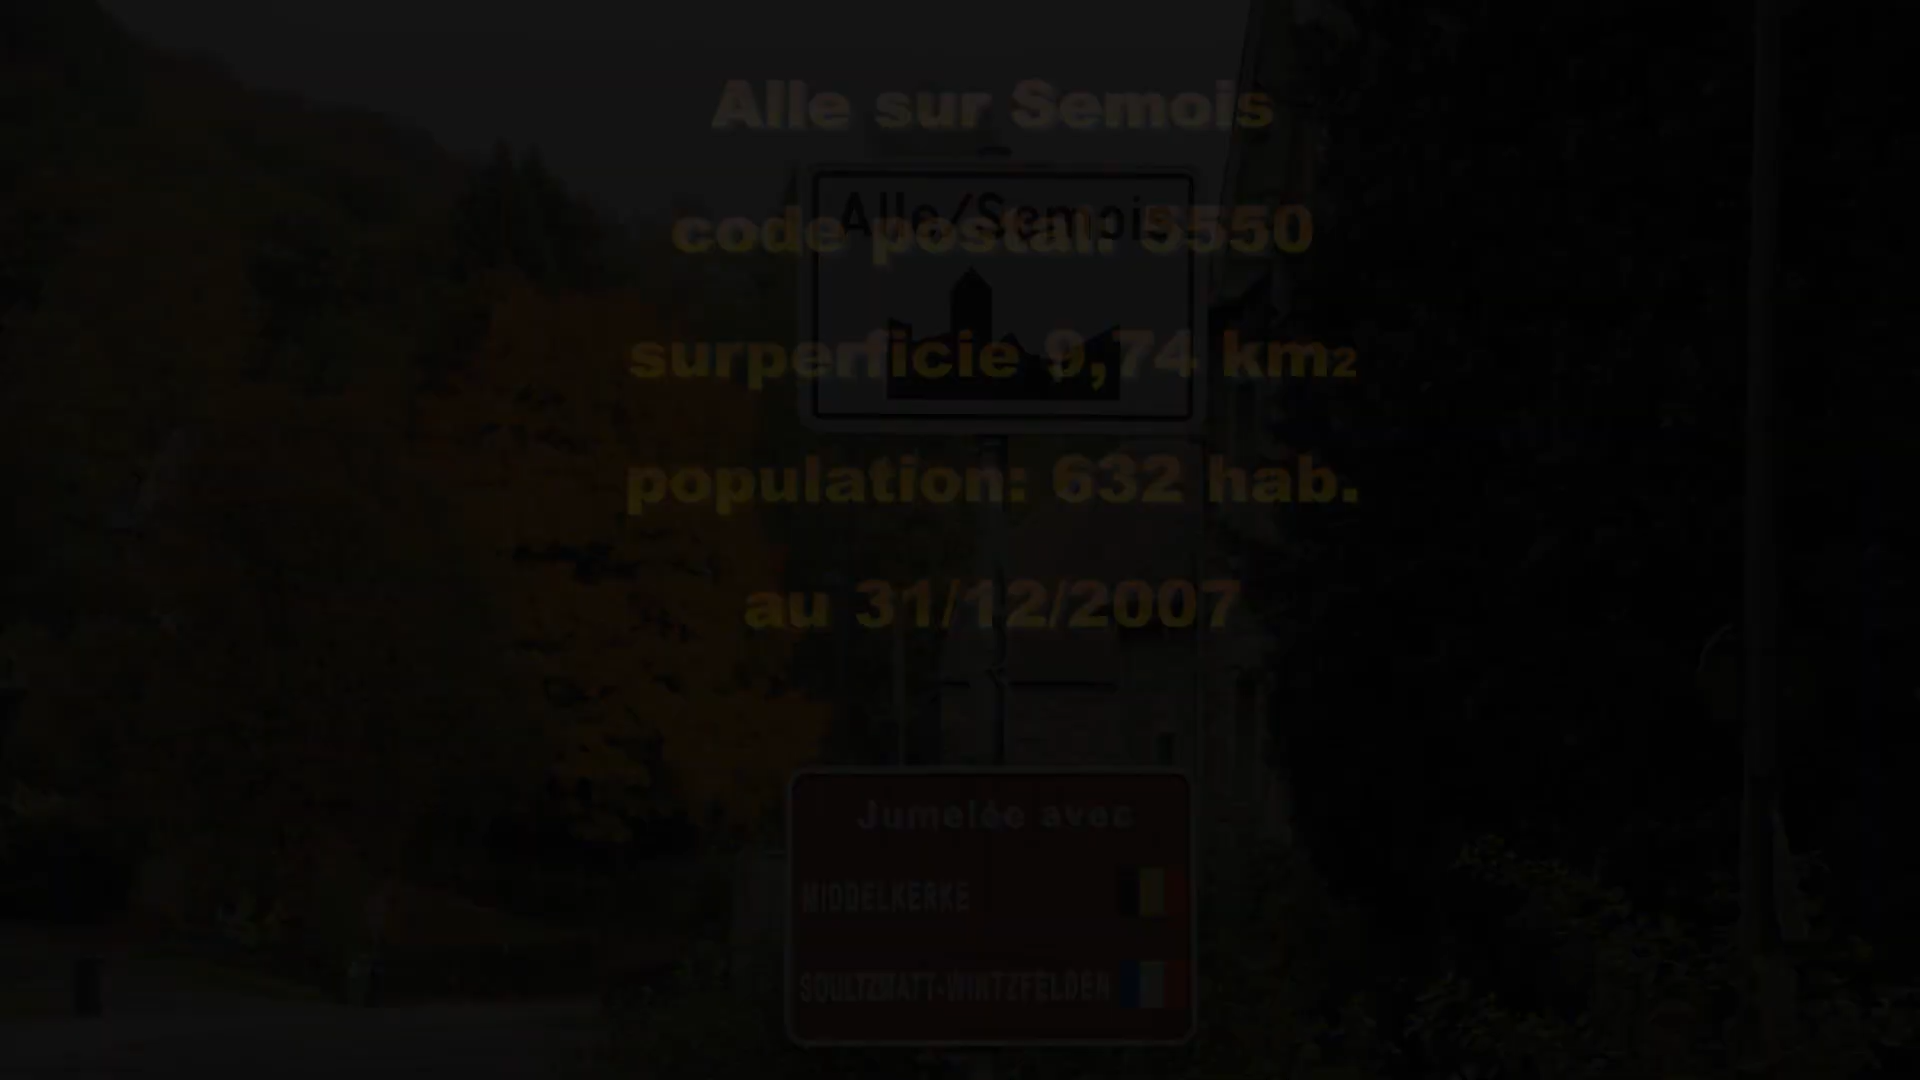 Alle sur Semois
Alle/Semois
code postal: 5550
surperficie 9,74 km2
population: 632 hab.
au 31/12/2007
Jumelée avec
MIDDELKERKE
SOULTZMATT-WINTZFELDEN